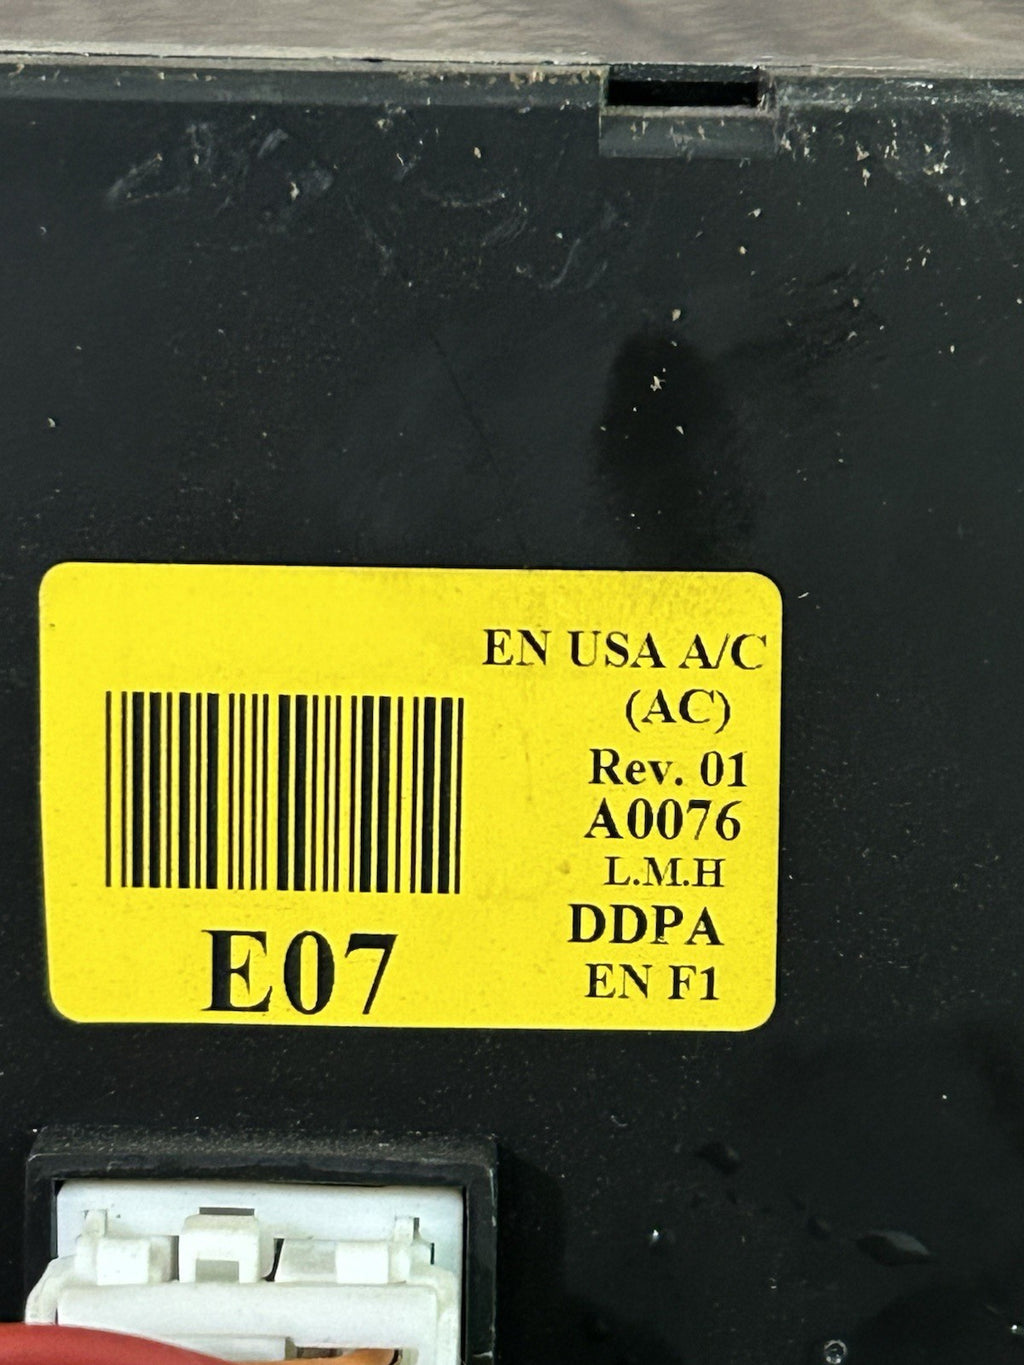 EN USA A/C
(AC)
Rev. 01
A0076
L.M.H
DDPA
EN F1
E07